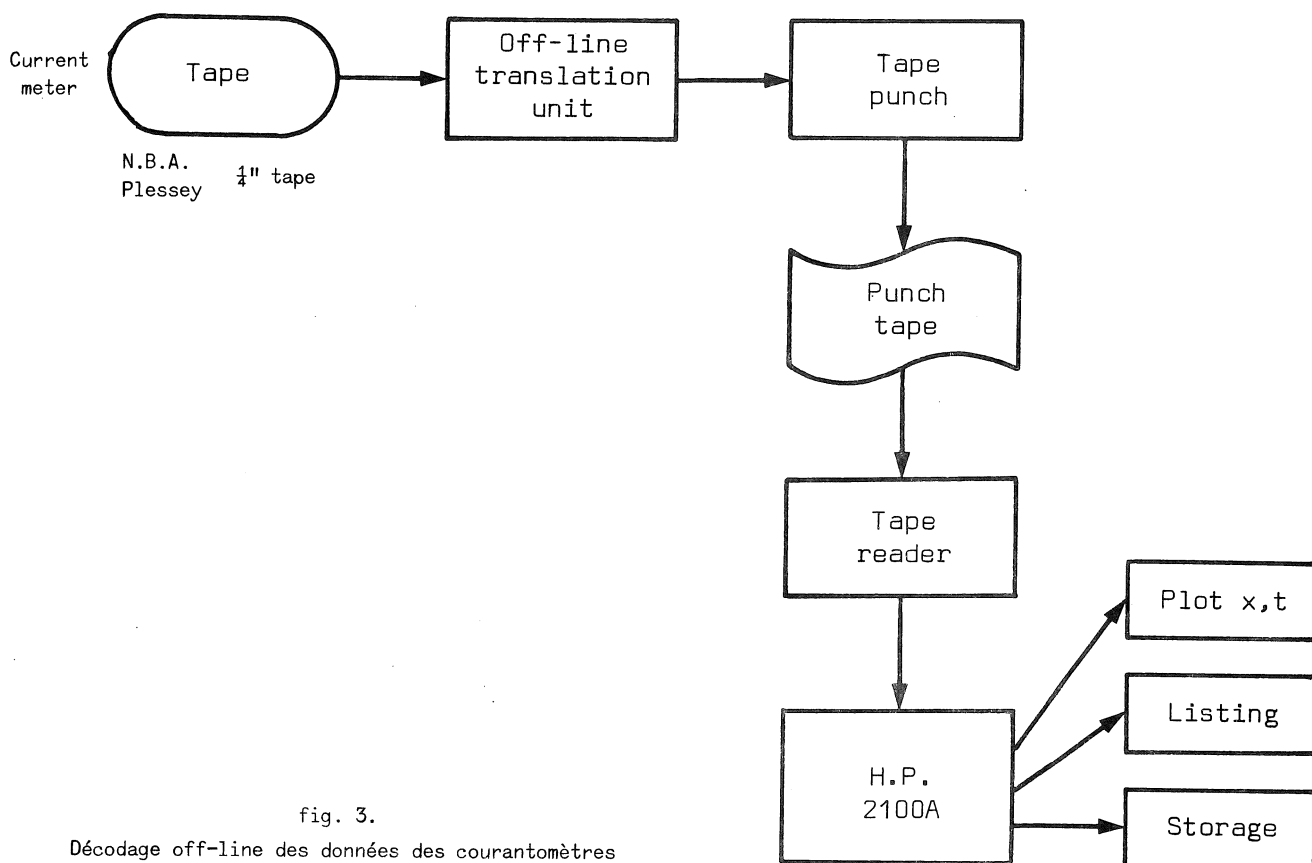 Current
meter
Tape
N.B.A.
Plessey
¼" tape
Off-line
translation
unit
Tape
punch
Punch
tape
Tape
reader
H.P.
2100A
Plot x,t
Listing
Storage
fig. 3.
Décodage off-line des données des courantomètres